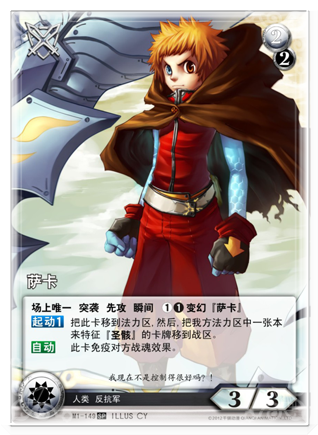 2
2
萨卡
场上唯一 突袭 先攻 瞬间 ①❶变幻『萨卡』
起动1 把此卡移到法力区,然后,把我方法力区中一张本
来特征『圣骸』的卡牌移到战区。
自动 此卡免疫对方战魂效果。
我现在不是控制得很好吗?!
人类 反抗军
3 / 3
M1-149 SP ILLUS CY